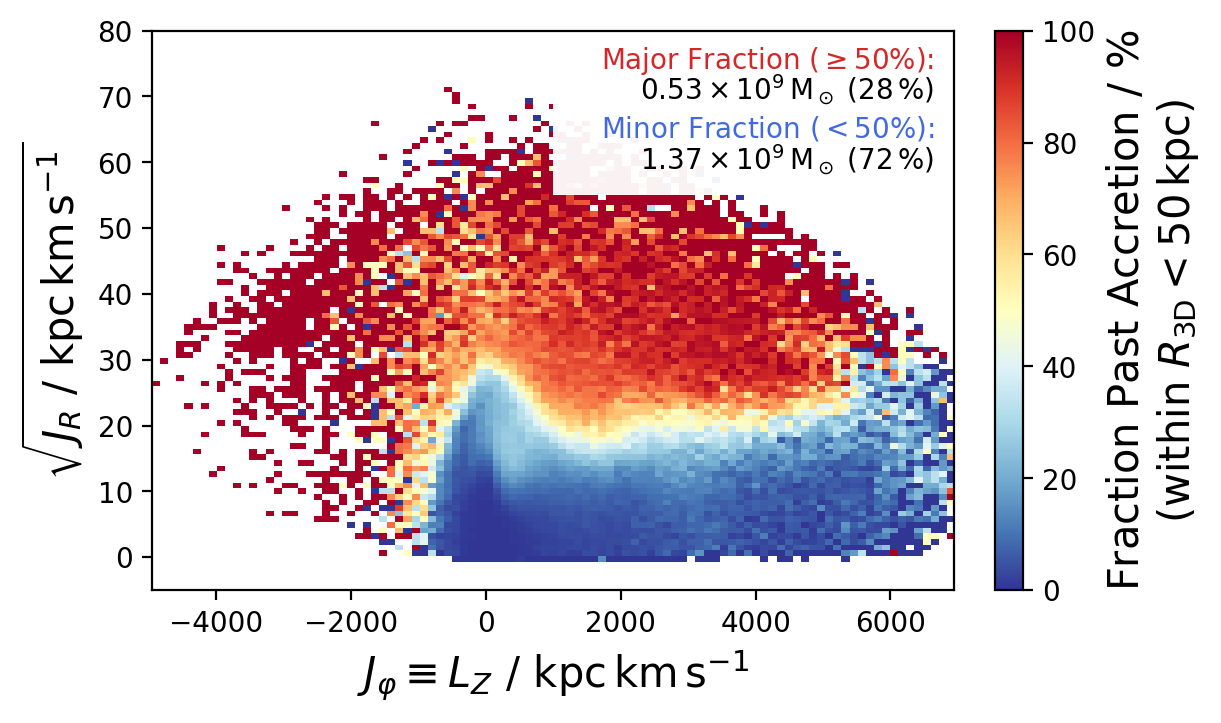 80
70
60
50
40
30
20
10
0
√J_R / kpc km s⁻¹
Major Fraction (≥ 50%):
0.53 × 10⁹ M⊙ (28 %)
Minor Fraction (< 50%):
1.37 × 10⁹ M⊙ (72 %)
−4000 −2000 0 2000 4000 6000
J_φ ≡ L_Z / kpc km s⁻¹
100
80
60
40
20
0
Fraction Past Accretion / %
(within R_3D < 50 kpc)